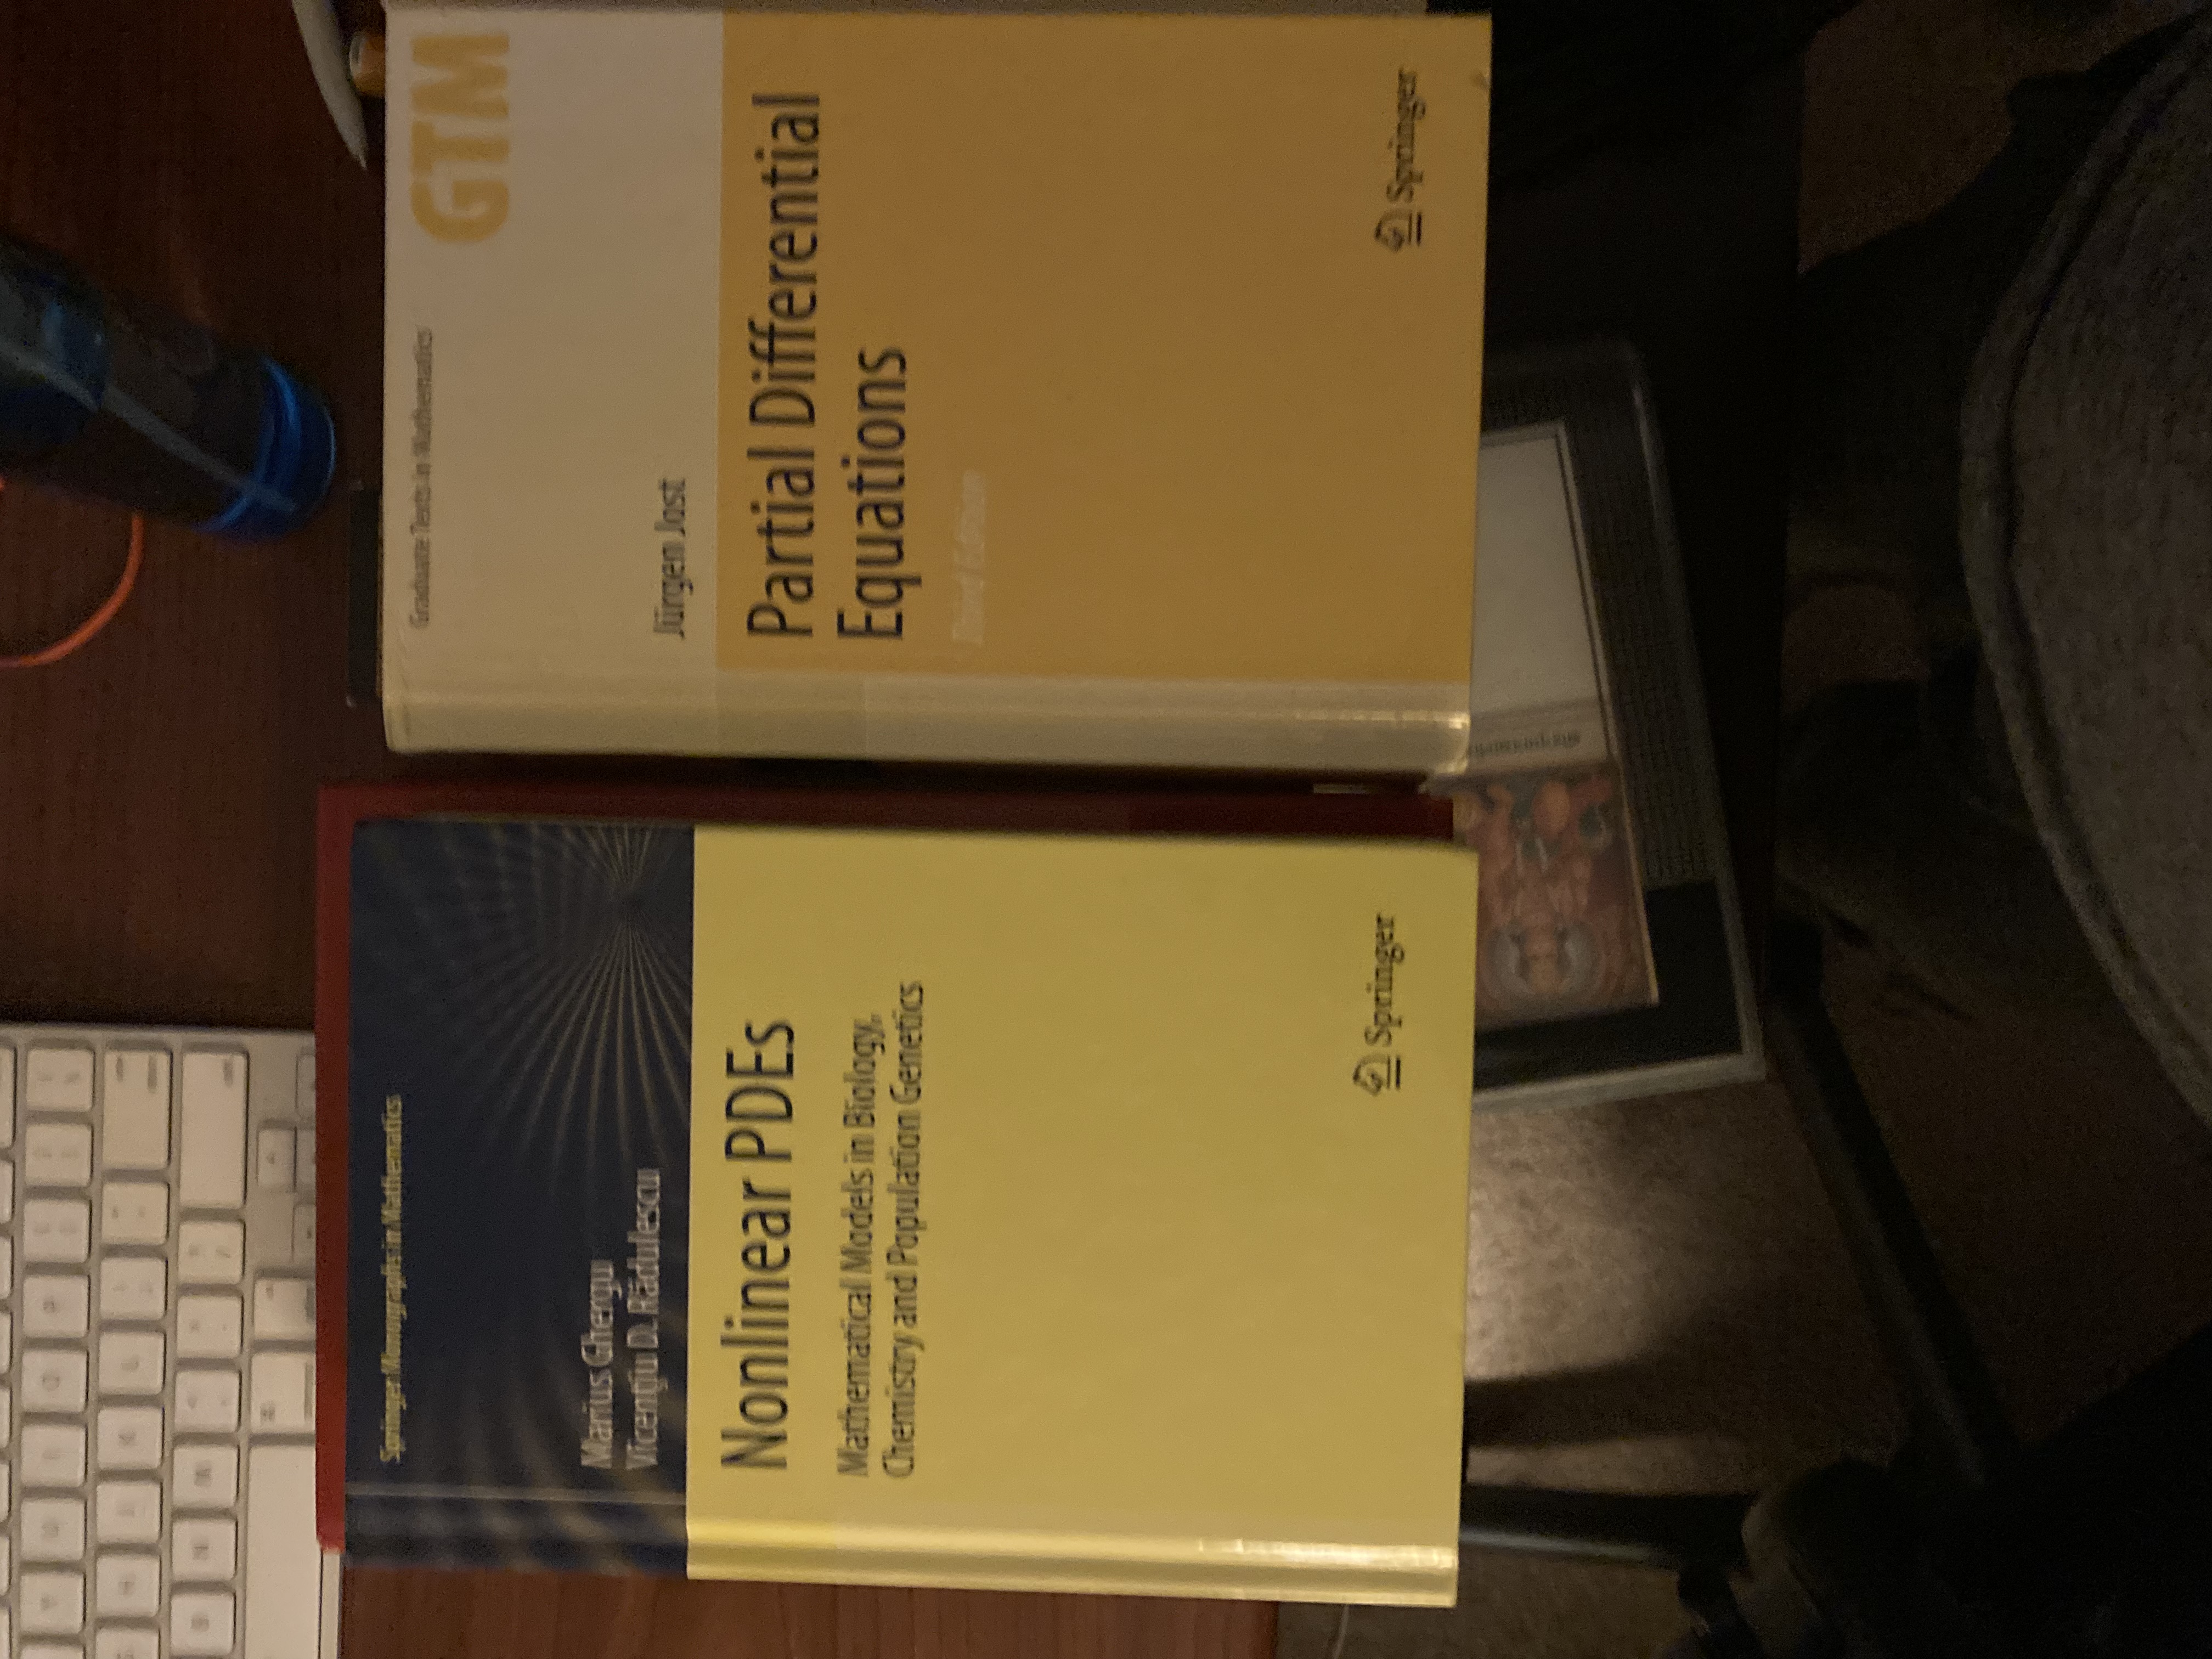 Springer Monographs in Mathematics
Marius Ghergu
Vicenţiu D. Rădulescu
Nonlinear PDEs
Mathematical Models in Biology,
Chemistry and Population Genetics
Springer
Graduate Texts in Mathematics
GTM
Jürgen Jost
Partial Differential
Equations
Edition
Springer